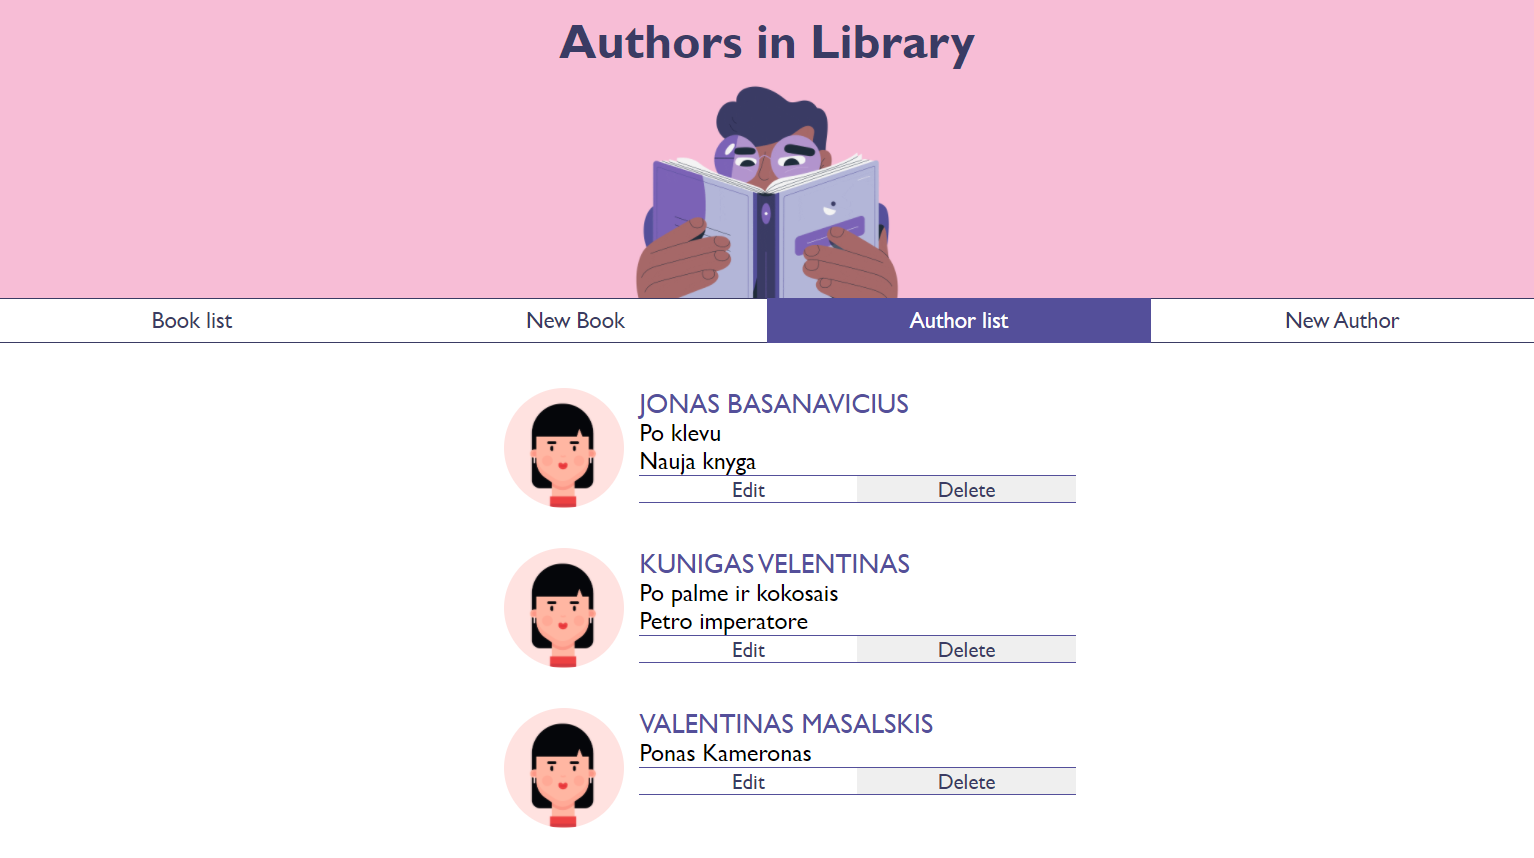 Authors in Library
Book list
New Book
Author list
New Author
JONAS BASANAVICIUS
Po klevu
Nauja knyga
Edit
Delete
KUNIGAS VELENTINAS
Po palme ir kokosais
Petro imperatore
Edit
Delete
VALENTINAS MASALSKIS
Ponas Kameronas
Edit
Delete